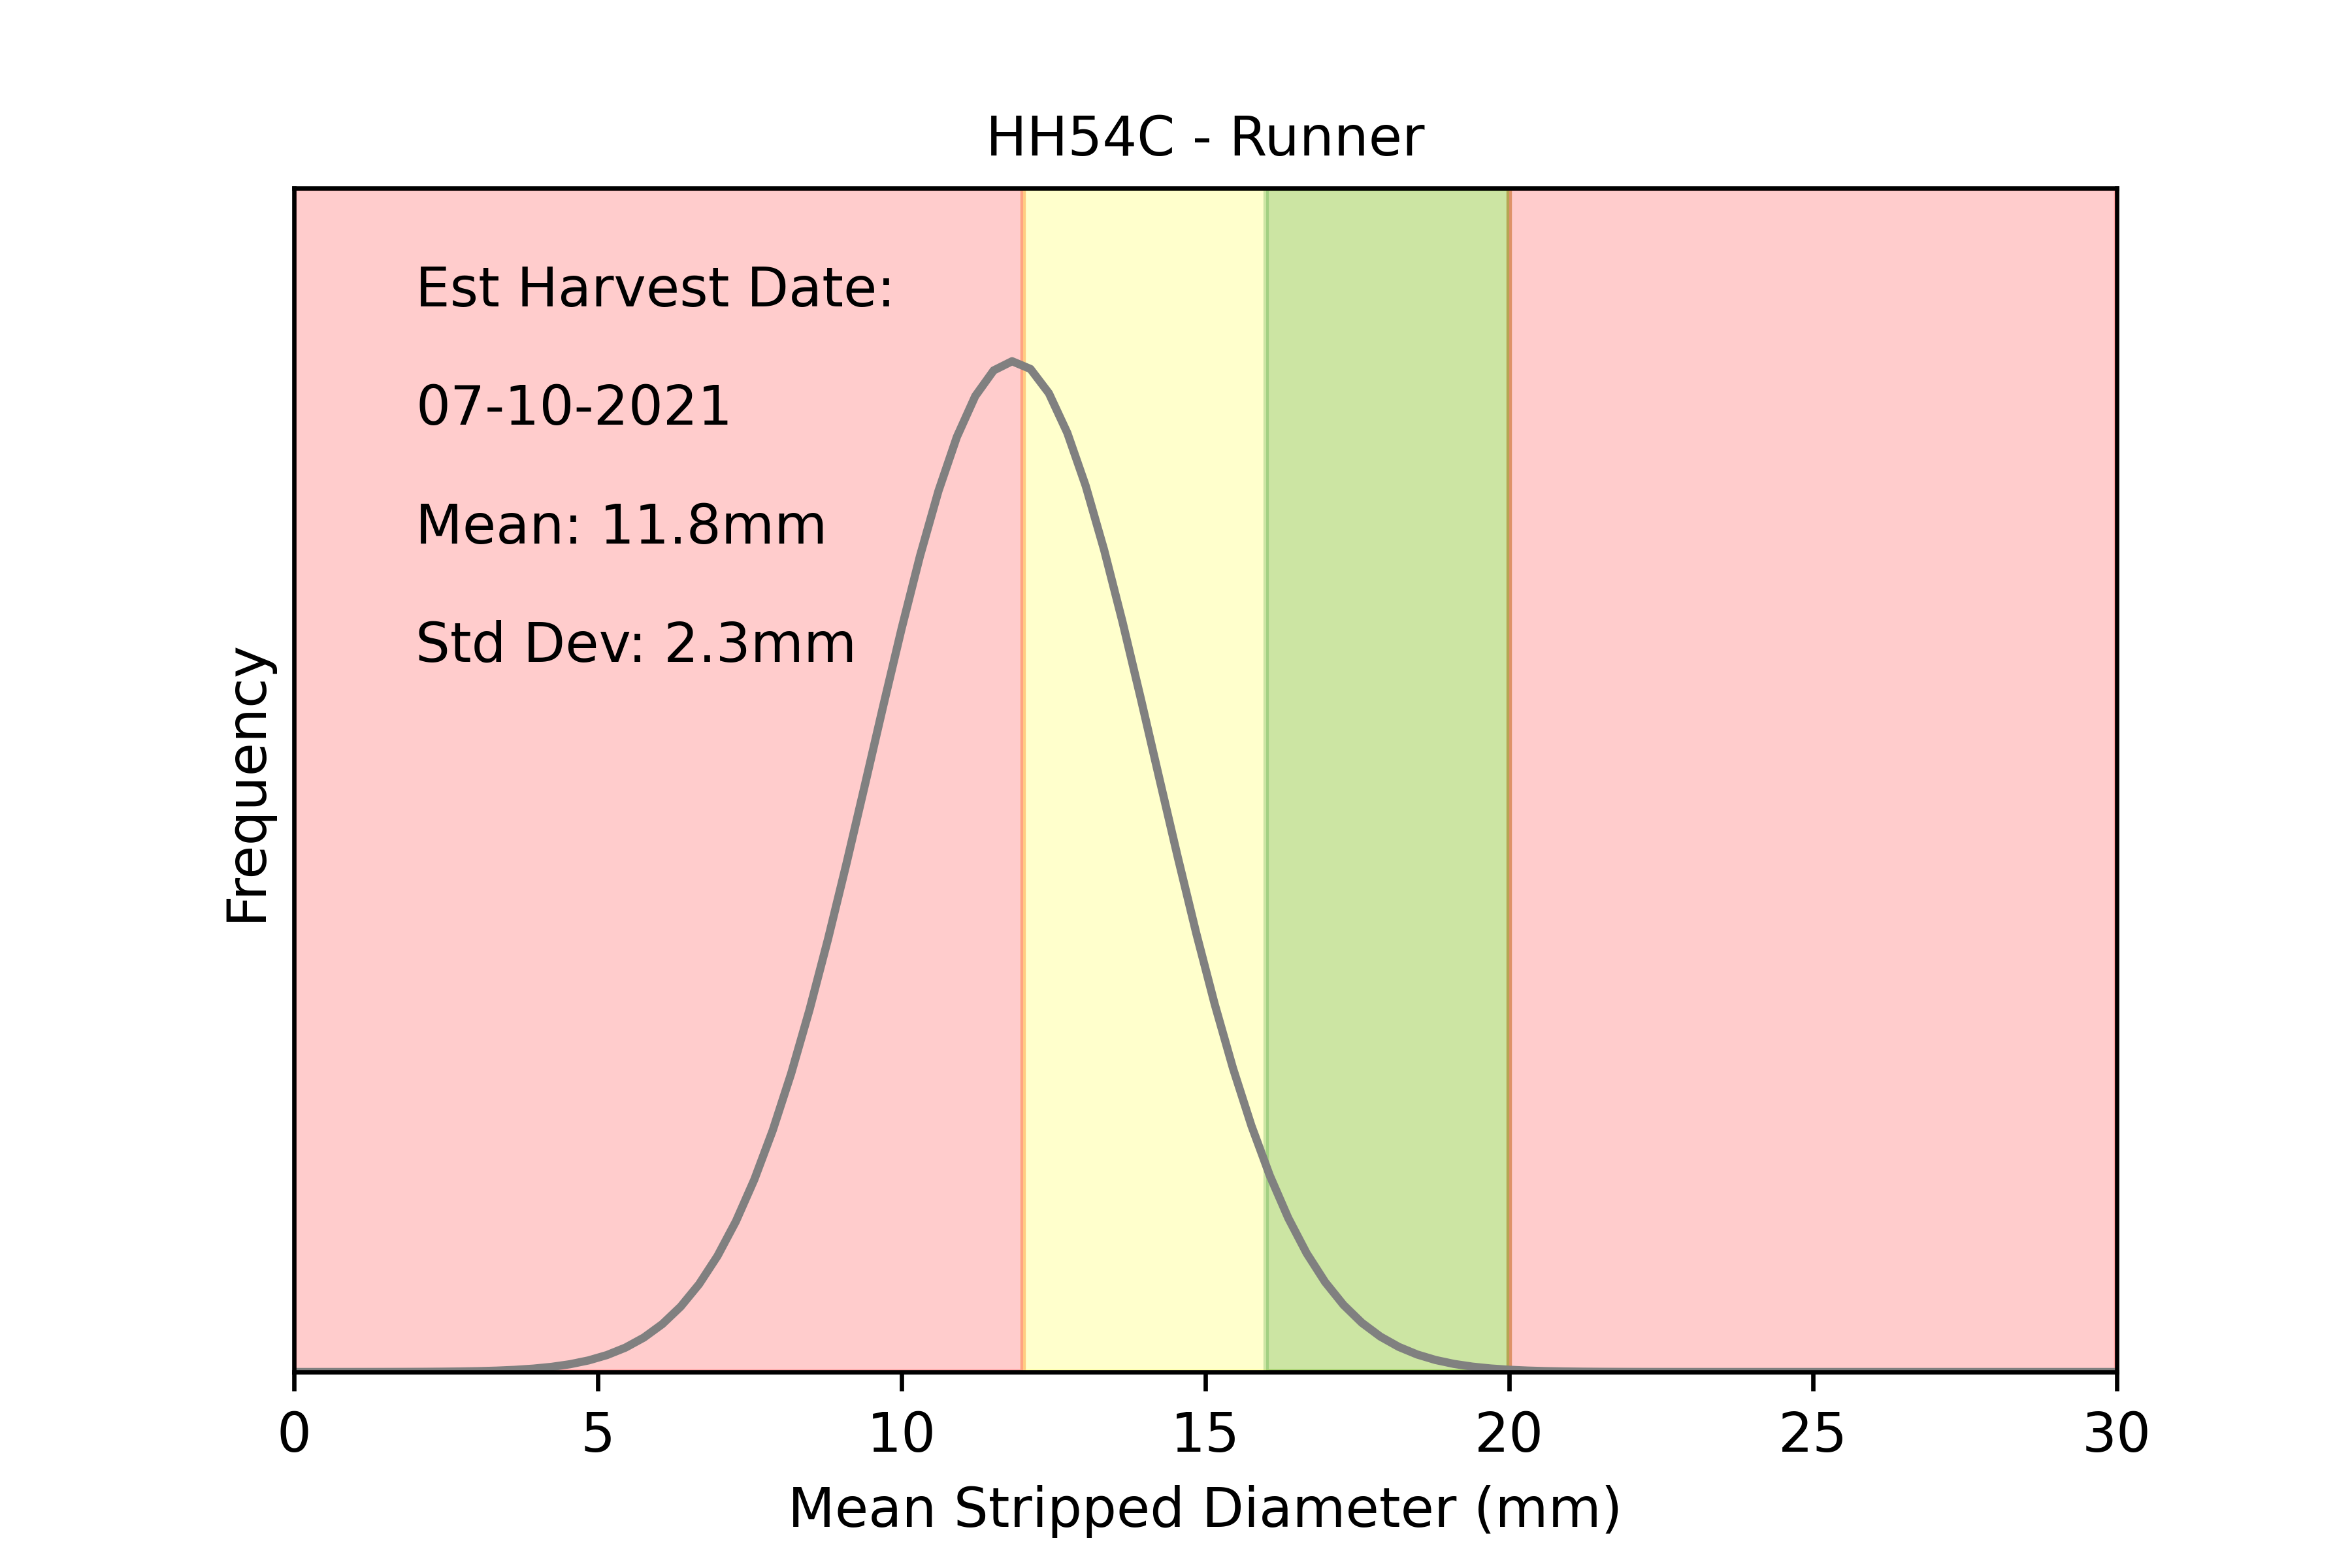 HH54C - Runner
Est Harvest Date:
07-10-2021
Mean: 11.8mm
Std Dev: 2.3mm
Frequency
0 5 10 15 20 25 30
Mean Stripped Diameter (mm)